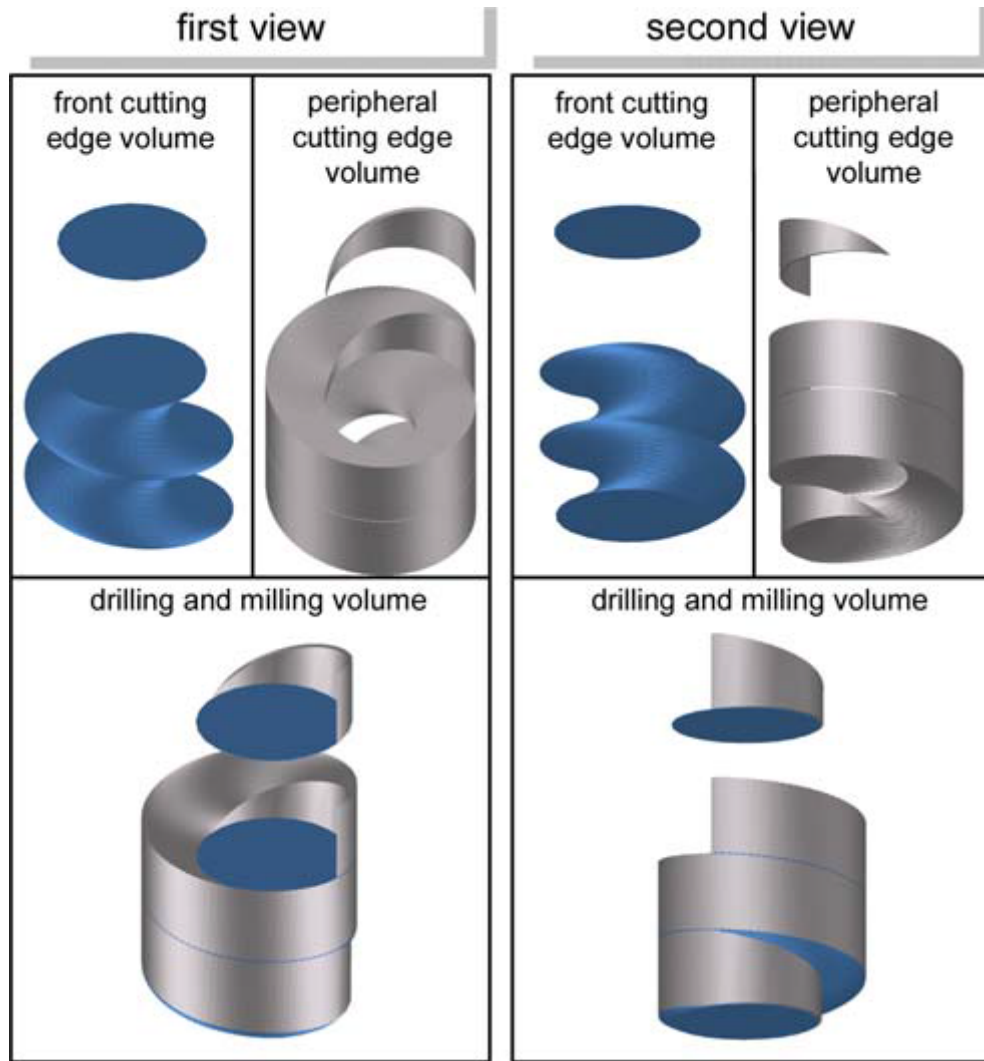 first view
front cutting
edge volume
peripheral
cutting edge
volume
drilling and milling volume
second view
front cutting
edge volume
peripheral
cutting edge
volume
drilling and milling volume